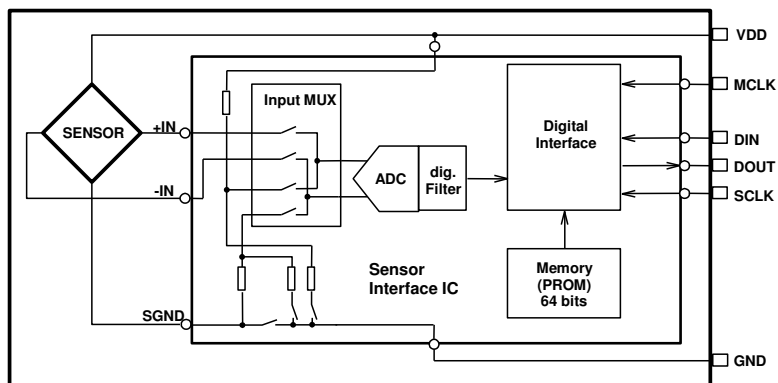 VDD
MCLK
Input MUX
+IN
SENSOR
Digital
Interface
DIN
DOUT
ADC
dig.
Filter
-IN
SCLK
Sensor
Interface IC
Memory
(PROM)
64 bits
SGND
GND